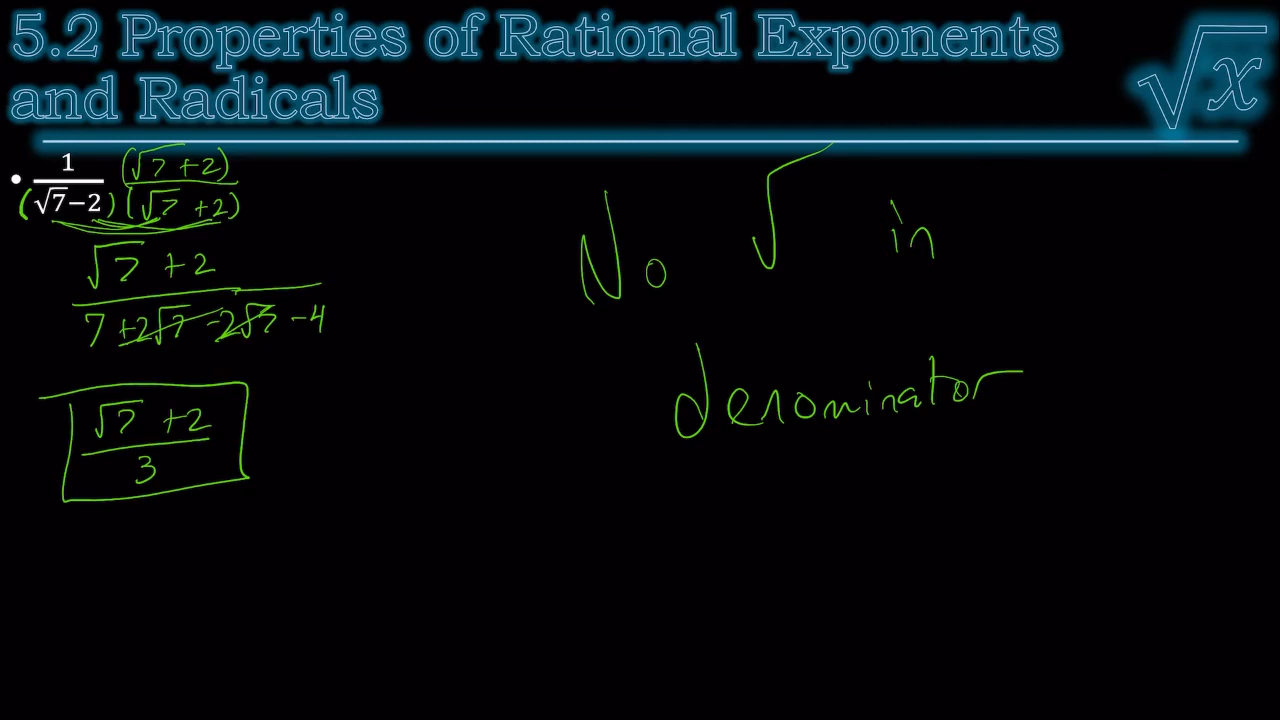 5.2 Properties of Rational Exponents
and Radicals
√x
• 1/(√7−2) (√7 +2)/(√7 +2)
(√7 +2)/(7 +2√7 −2√7 −4)
(√7 +2)/3
No √ in
denominator